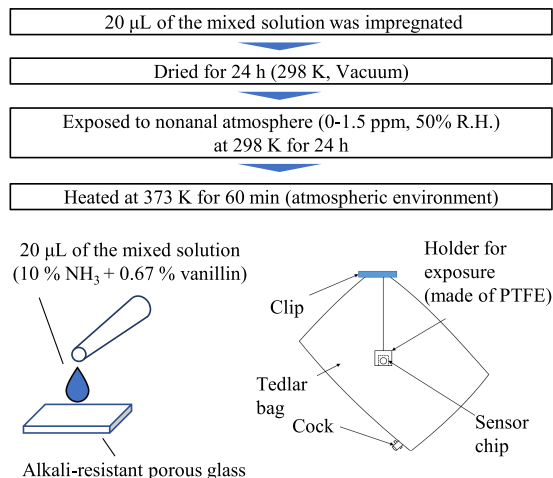 20 μL of the mixed solution was impregnated
Dried for 24 h (298 K, Vacuum)
Exposed to nonanal atmosphere (0-1.5 ppm, 50% R.H.)
at 298 K for 24 h
Heated at 373 K for 60 min (atmospheric environment)
20 μL of the mixed solution
(10 % NH₃ + 0.67 % vanillin)
Alkali-resistant porous glass
Holder for
exposure
(made of PTFE)
Clip
Tedlar
bag
Cock
Sensor
chip